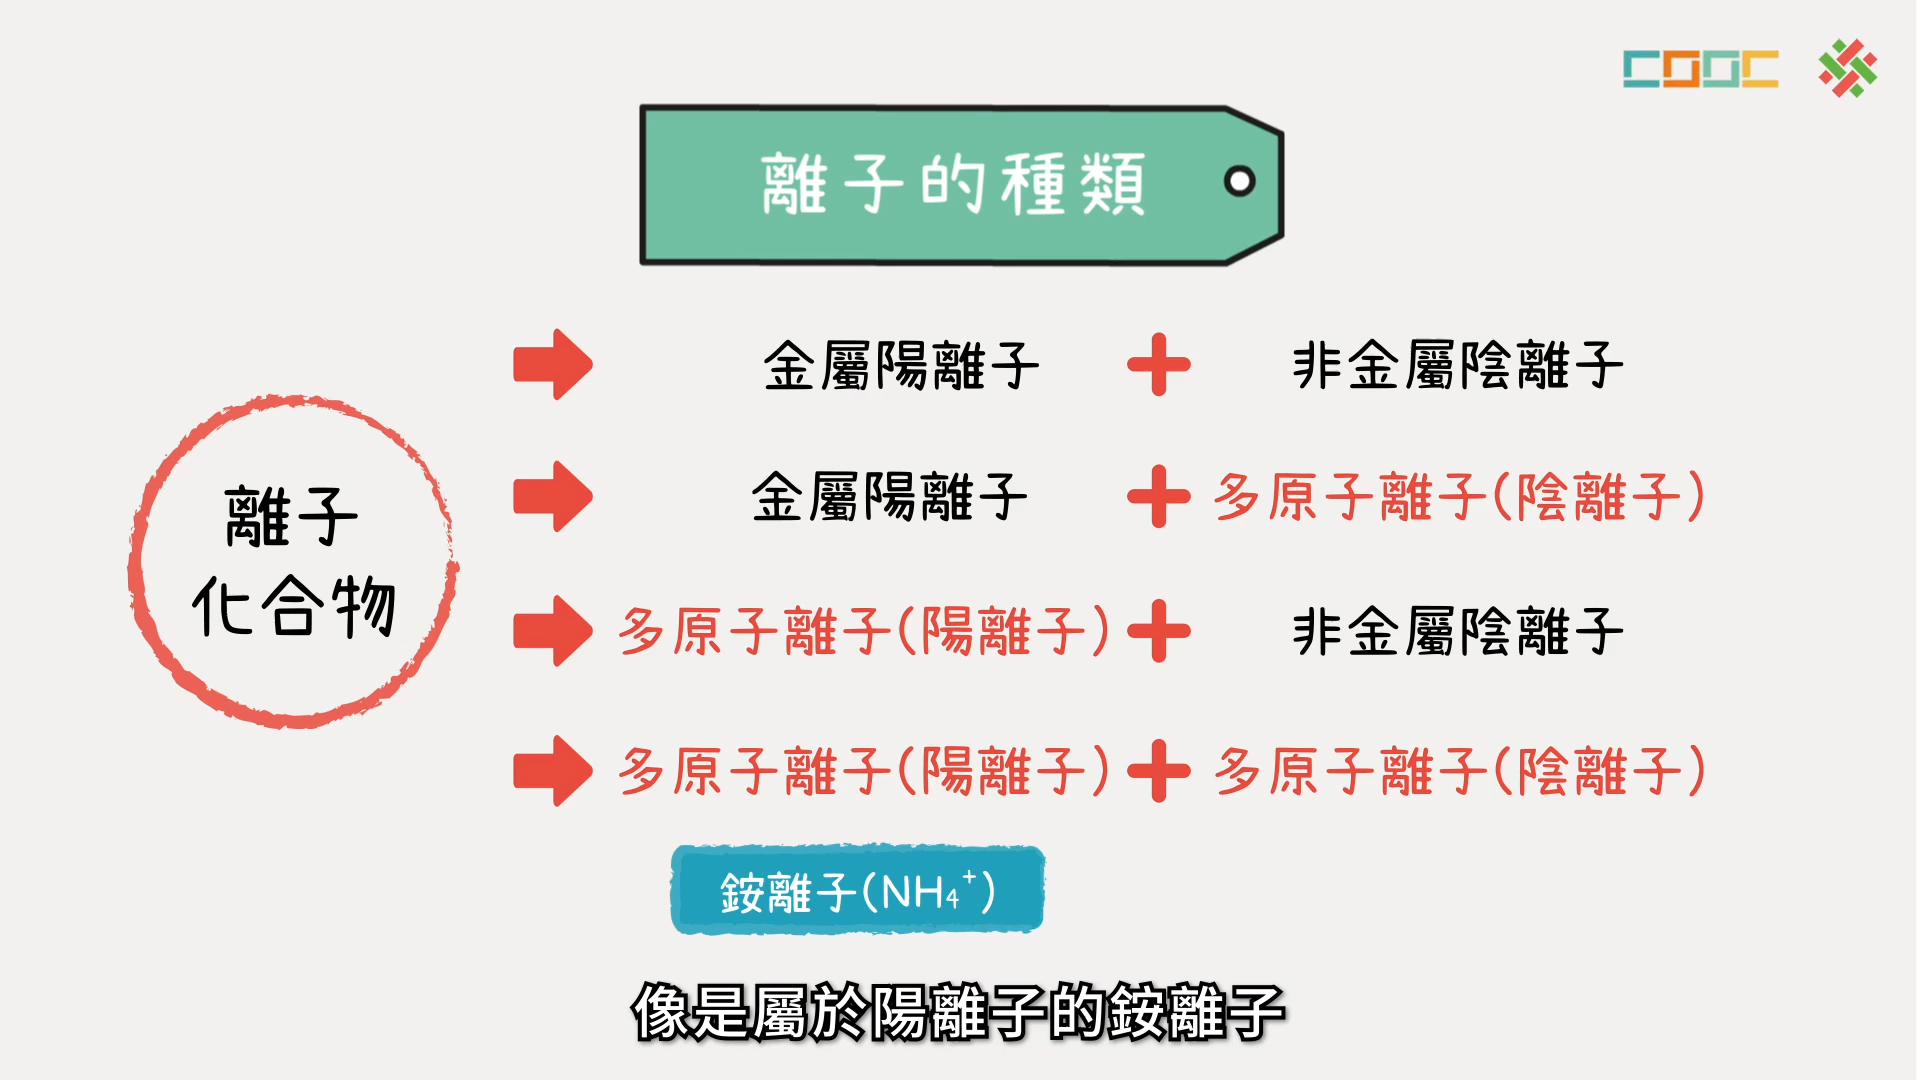 COOC
離子的種類
離子
化合物
金屬陽離子 + 非金屬陰離子
金屬陽離子 + 多原子離子(陰離子)
多原子離子(陽離子) + 非金屬陰離子
多原子離子(陽離子) + 多原子離子(陰離子)
銨離子(NH₄⁺)
像是屬於陽離子的銨離子